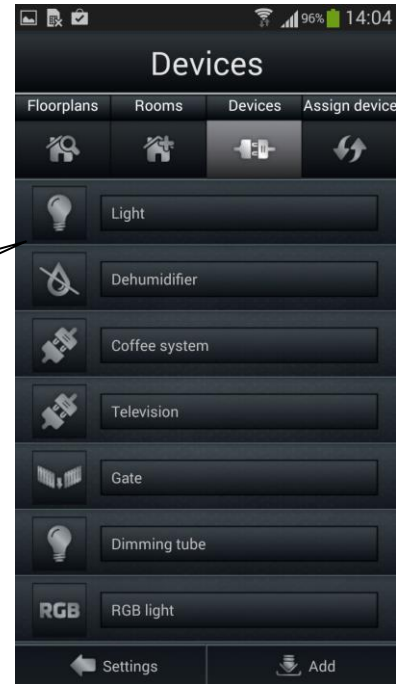 96% 14:04
Devices
Floorplans Rooms Devices Assign device
Light
Dehumidifier
Coffee system
Television
Gate
Dimming tube
RGB RGB light
Settings Add